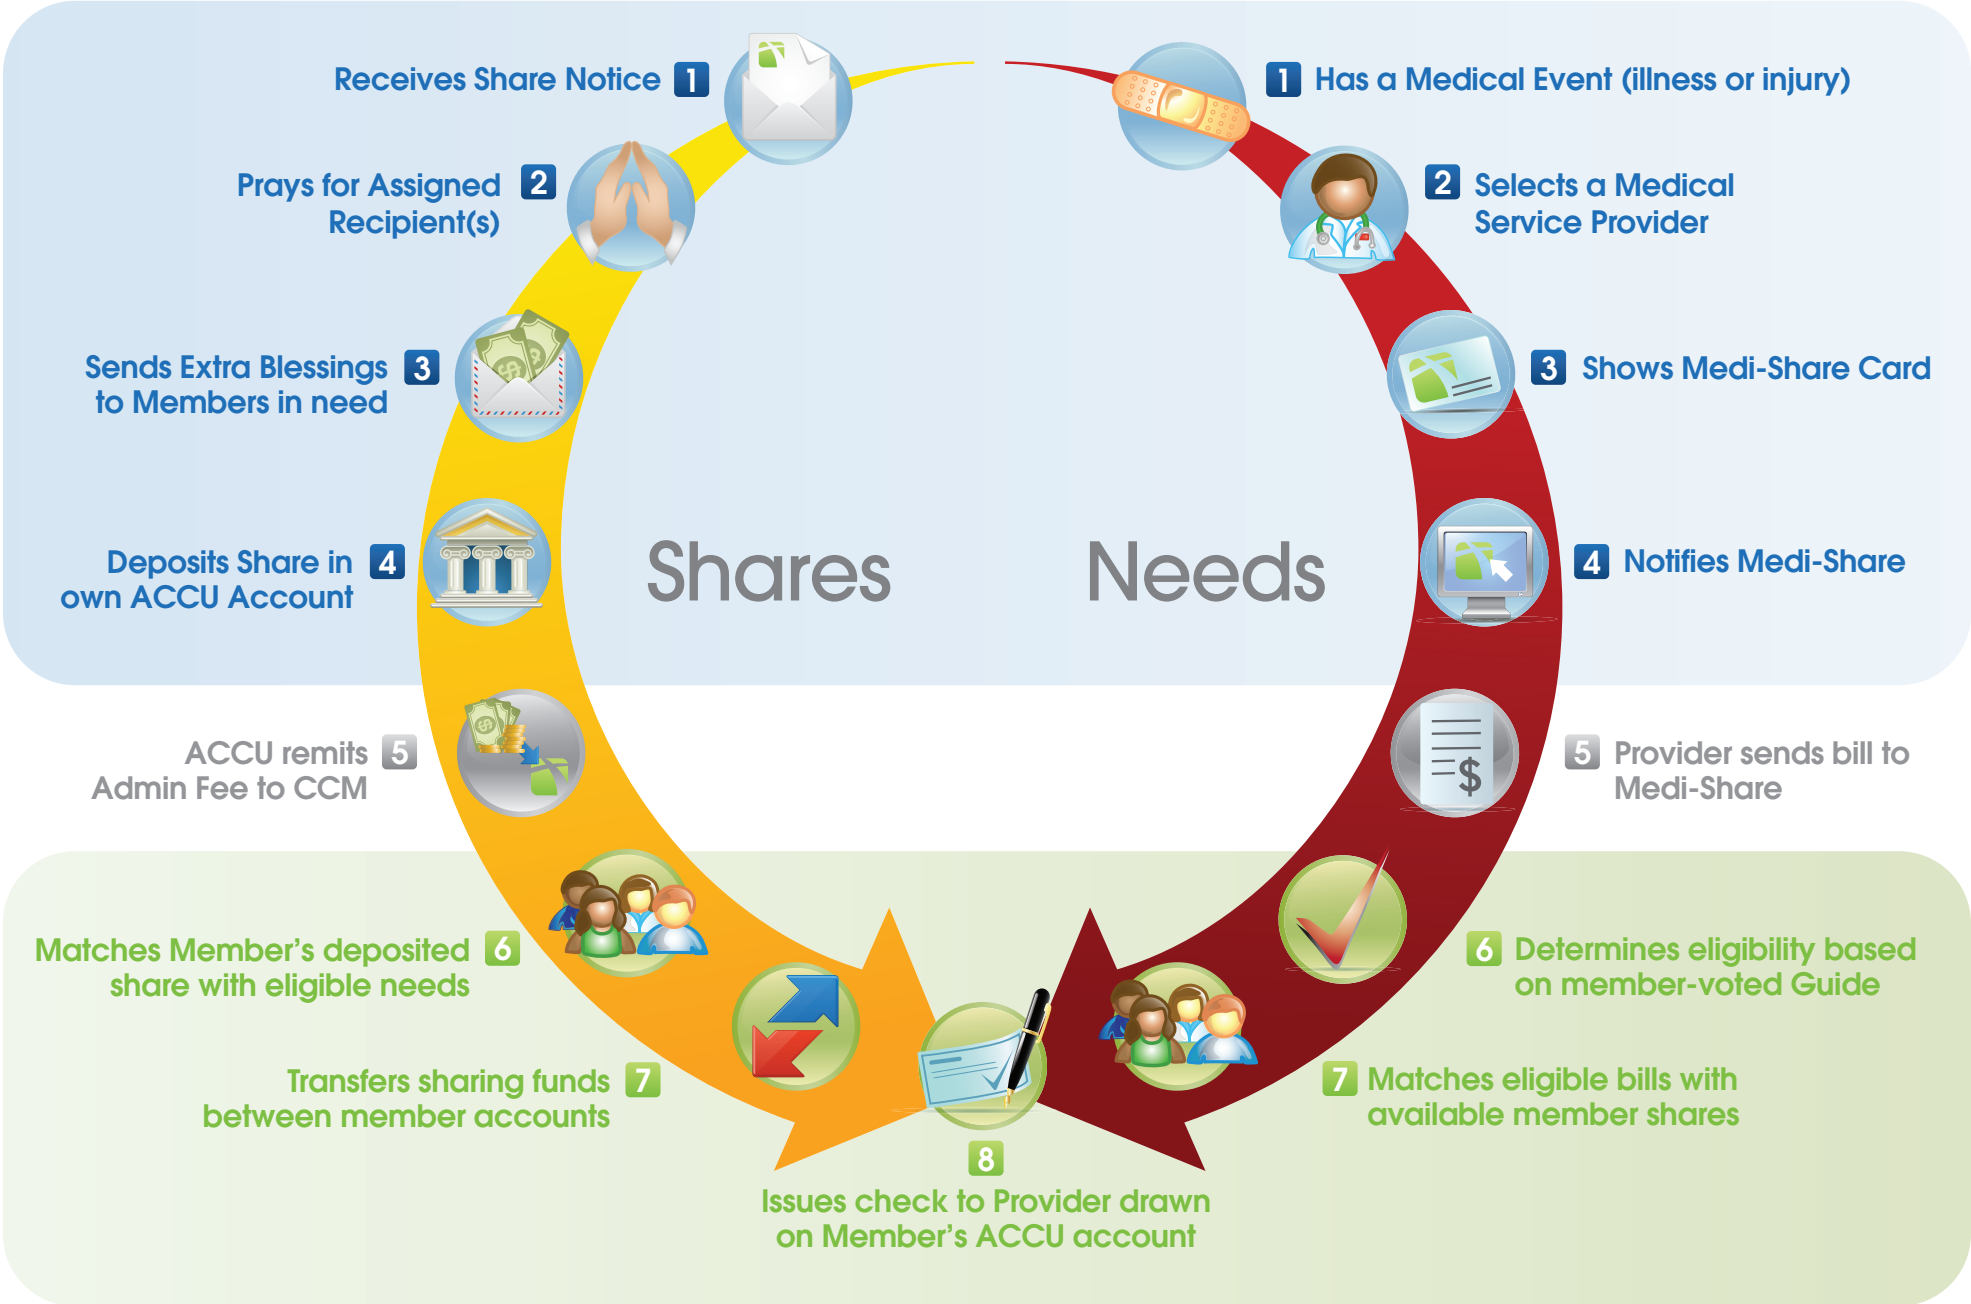 Receives Share Notice 1
Prays for Assigned 2
Recipient(s)
Sends Extra Blessings 3
to Members in need
Deposits Share in 4
own ACCU Account
ACCU remits 5
Admin Fee to CCM
Matches Member's deposited 6
share with eligible needs
Transfers sharing funds 7
between member accounts
Shares
Needs
1 Has a Medical Event (illness or injury)
2 Selects a Medical
Service Provider
3 Shows Medi-Share Card
4 Notifies Medi-Share
5 Provider sends bill to
Medi-Share
$
6 Determines eligibility based
on member-voted Guide
7 Matches eligible bills with
available member shares
8
Issues check to Provider drawn
on Member's ACCU account